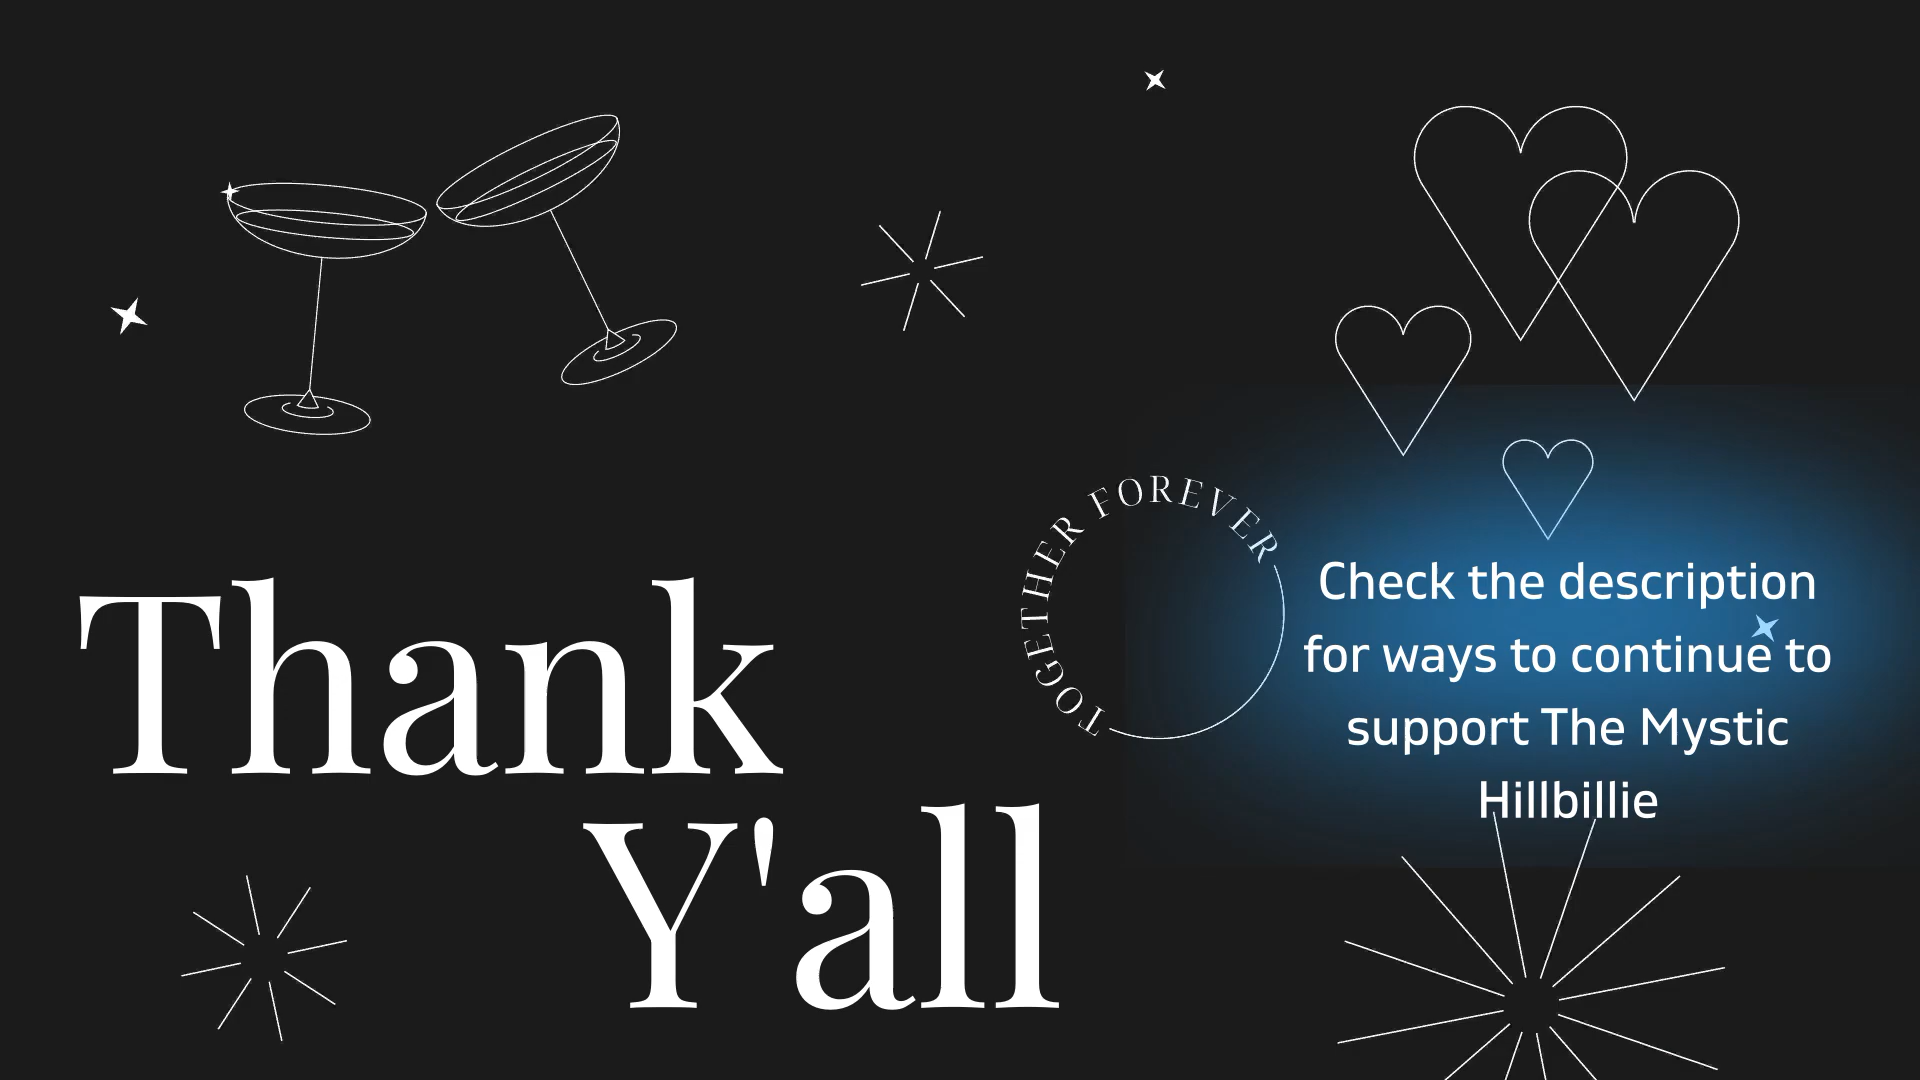 Thank
Y'all
TOGETHER FOREVER
Check the description
for ways to continue to
support The Mystic
Hillbillie